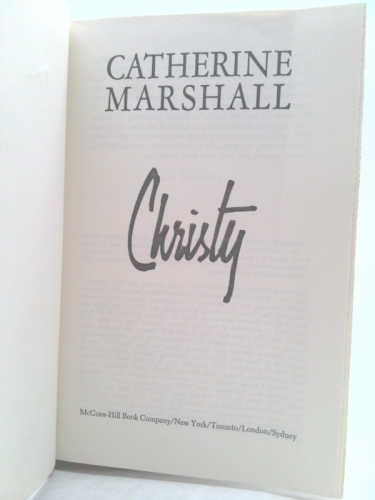 CATHERINE
MARSHALL
Christy
McGraw-Hill Book Company/New York/Toronto/London/Sydney